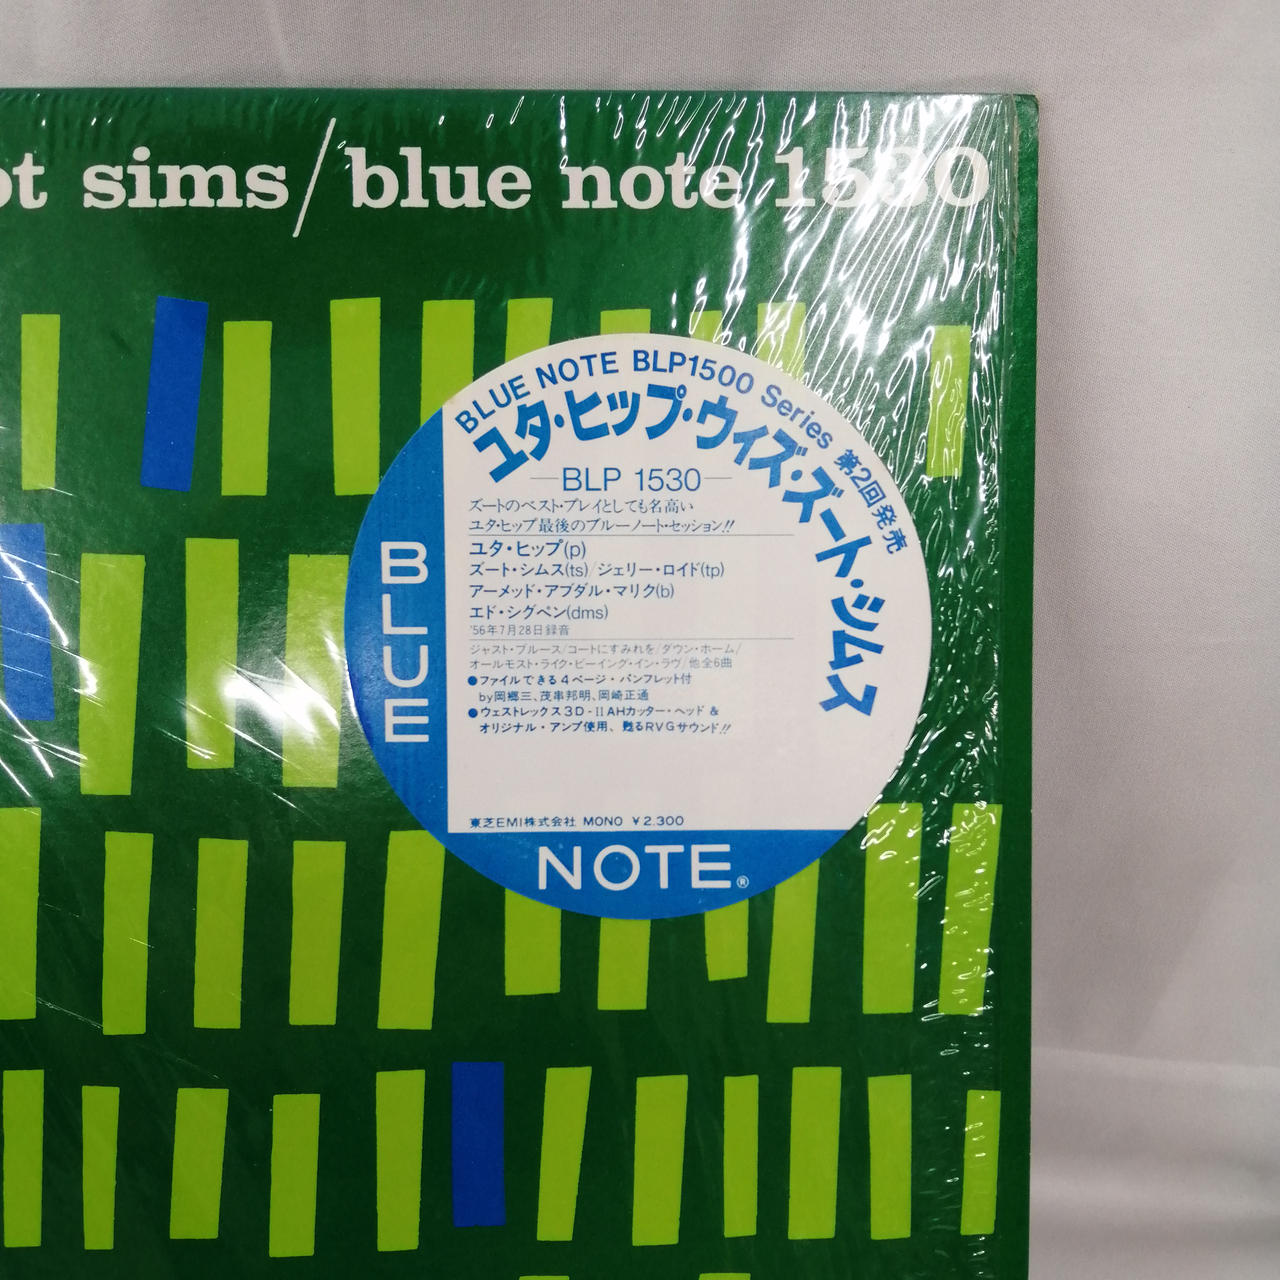 ot sims/blue note 1530
BLUE NOTE BLP1500 Series 第2回発売
ユタ・ヒップ・ウィズ・ズート・シムス
BLP 1530
ズートのベスト・プレイとしても名高い
ユタ・ヒップ最後のブルーノート・セッション!!
ユタ・ヒップ(p)
ズート・シムス(ts)/ジェリー・ロイド(tp)
アーメッド・アブダル・マリク(b)
エド・シグペン(dms)
'56年7月28日録音
ジャスト・ブルース/コートにすみれを/ダウン・ホーム/
オールモスト・ライク・ビーイング・イン・ラヴ/他全6曲
●ファイルできる4ページ・パンフレット付
by岡郷三、茂串邦明、岡崎正通
●ウェストレックス3D-ⅡAHカッター・ヘッド&
オリジナル・アンプ使用、甦るRVGサウンド!!
東芝EMI株式会社 MONO ¥2.300
BLUE
NOTE®